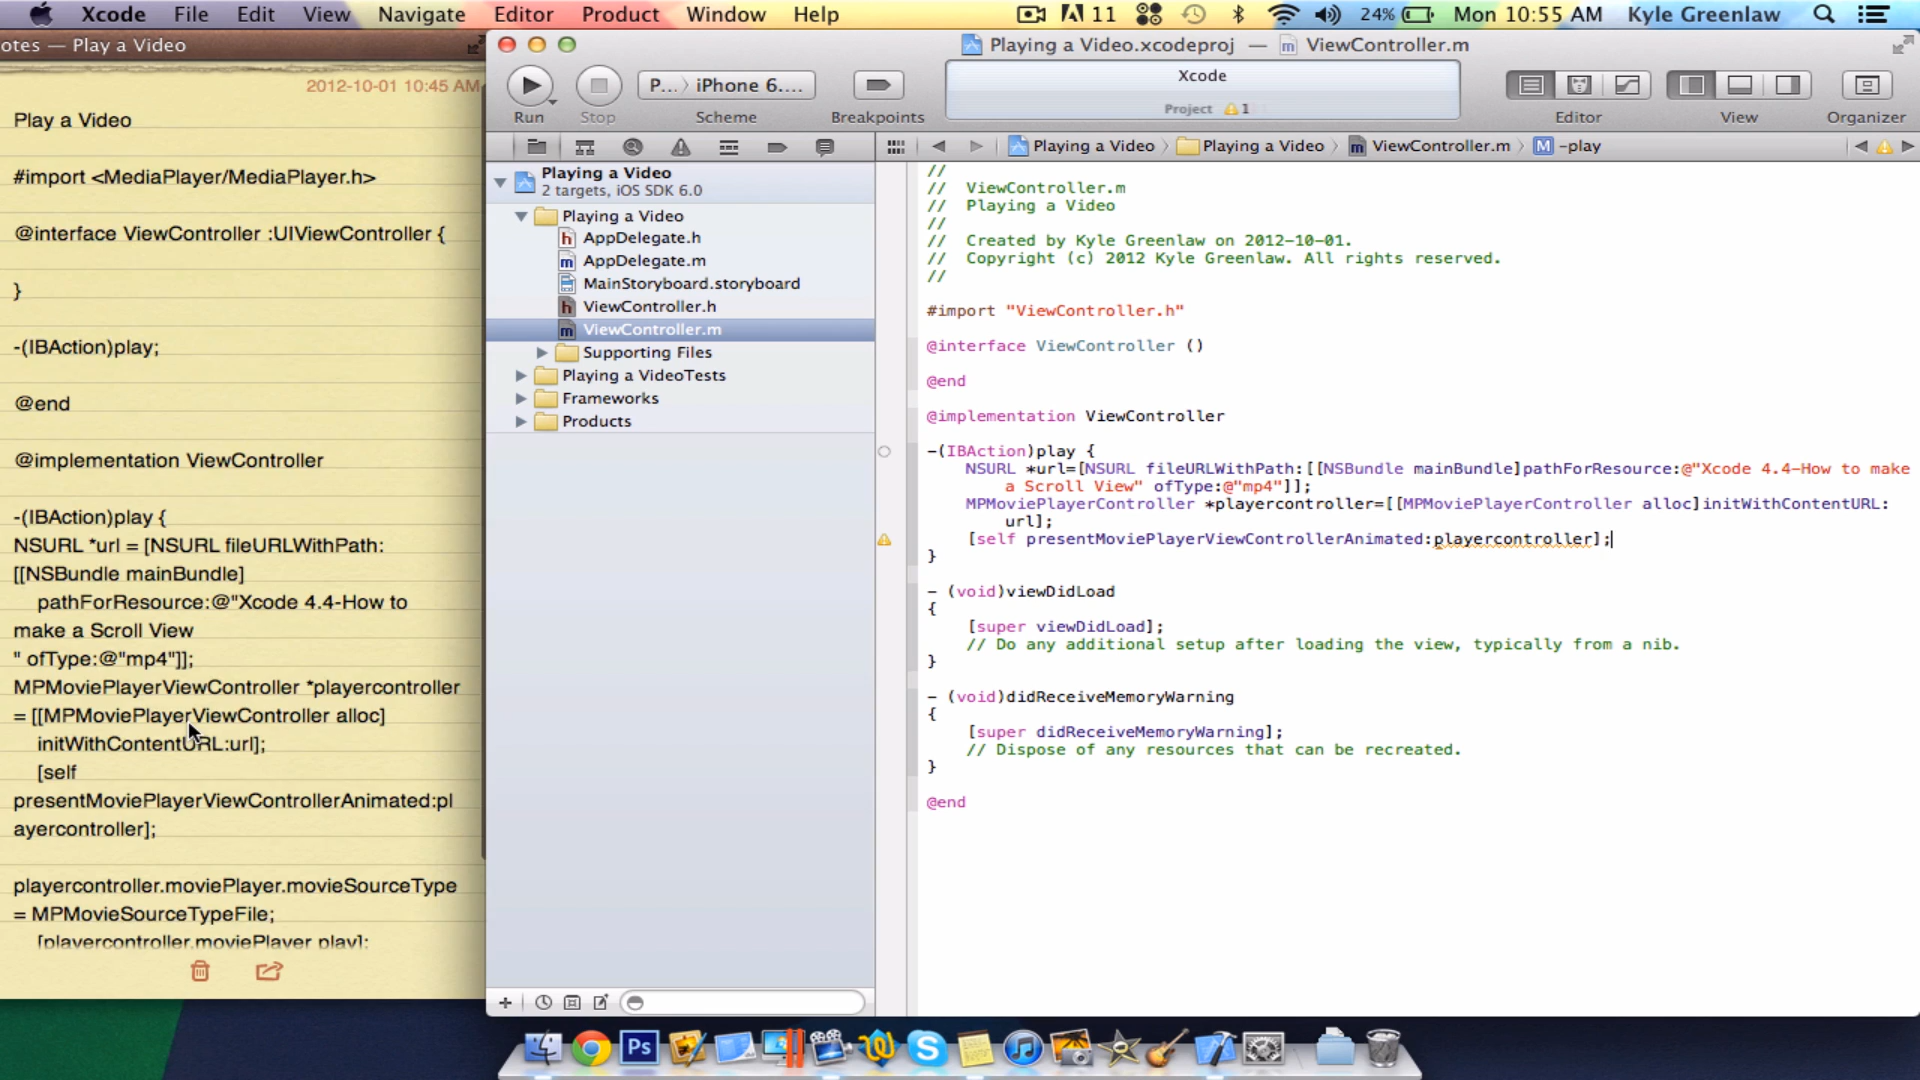 Xcode File Edit View Navigate Editor Product Window Help 11 24% Mon 10:55 AM Kyle Greenlaw
otes — Play a Video
2012-10-01 10:45 AM
Play a Video
#import <MediaPlayer/MediaPlayer.h>
@interface ViewController :UIViewController {
}
-(IBAction)play;
@end
@implementation ViewController
-(IBAction)play {
NSURL *url = [NSURL fileURLWithPath:
[[NSBundle mainBundle]
pathForResource:@"Xcode 4.4-How to
make a Scroll View
" ofType:@"mp4"]];
MPMoviePlayerViewController *playercontroller
= [[MPMoviePlayerViewController alloc]
initWithContentURL:url];
[self
presentMoviePlayerViewControllerAnimated:pl
ayercontroller];
playercontroller.moviePlayer.movieSourceType
= MPMovieSourceTypeFile;
[playercontroller.moviePlayer play];
Playing a Video.xcodeproj — ViewController.m
P... iPhone 6....
Xcode
Project 1
Run Stop Scheme Breakpoints Editor View Organizer
Playing a Video
2 targets, iOS SDK 6.0
Playing a Video
AppDelegate.h
AppDelegate.m
MainStoryboard.storyboard
ViewController.h
ViewController.m
Supporting Files
Playing a VideoTests
Frameworks
Products
Playing a Video Playing a Video ViewController.m M -play
//
// ViewController.m
// Playing a Video
//
// Created by Kyle Greenlaw on 2012-10-01.
// Copyright (c) 2012 Kyle Greenlaw. All rights reserved.
//
#import "ViewController.h"
@interface ViewController ()
@end
@implementation ViewController
-(IBAction)play {
NSURL *url=[NSURL fileURLWithPath:[[NSBundle mainBundle]pathForResource:@"Xcode 4.4-How to make
a Scroll View" ofType:@"mp4"]];
MPMoviePlayerController *playercontroller=[[MPMoviePlayerController alloc]initWithContentURL:
url];
[self presentMoviePlayerViewControllerAnimated:playercontroller];
}
- (void)viewDidLoad
{
[super viewDidLoad];
// Do any additional setup after loading the view, typically from a nib.
}
- (void)didReceiveMemoryWarning
{
[super didReceiveMemoryWarning];
// Dispose of any resources that can be recreated.
}
@end
Ps